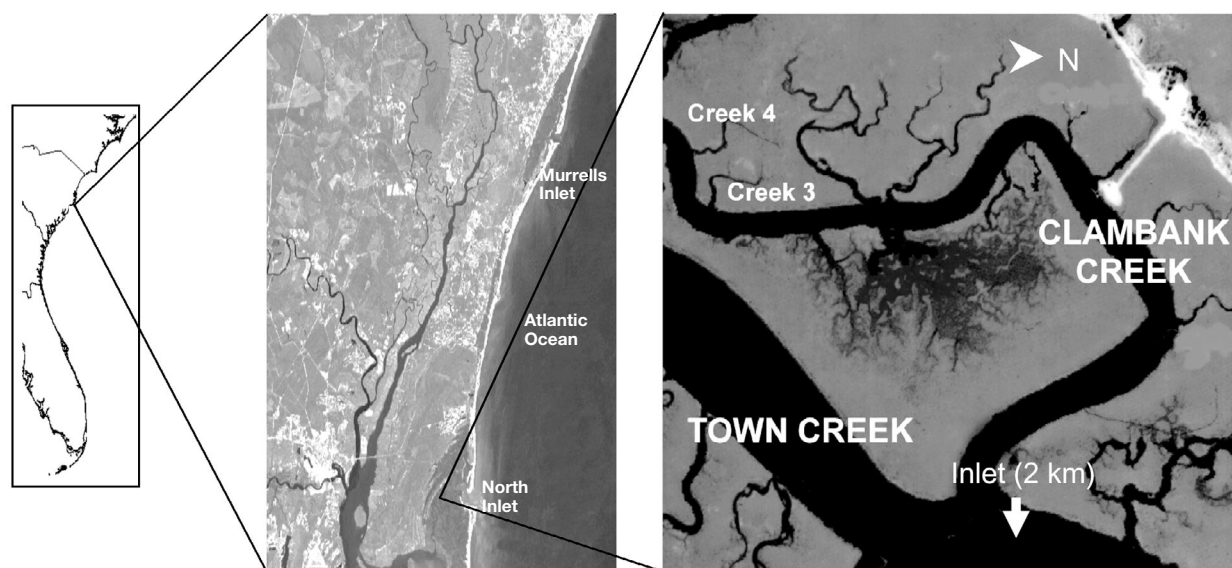 Murrells
Inlet
Atlantic
Ocean
North
Inlet
N
Creek 4
Creek 3
CLAMBANK
CREEK
TOWN CREEK
Inlet (2 km)